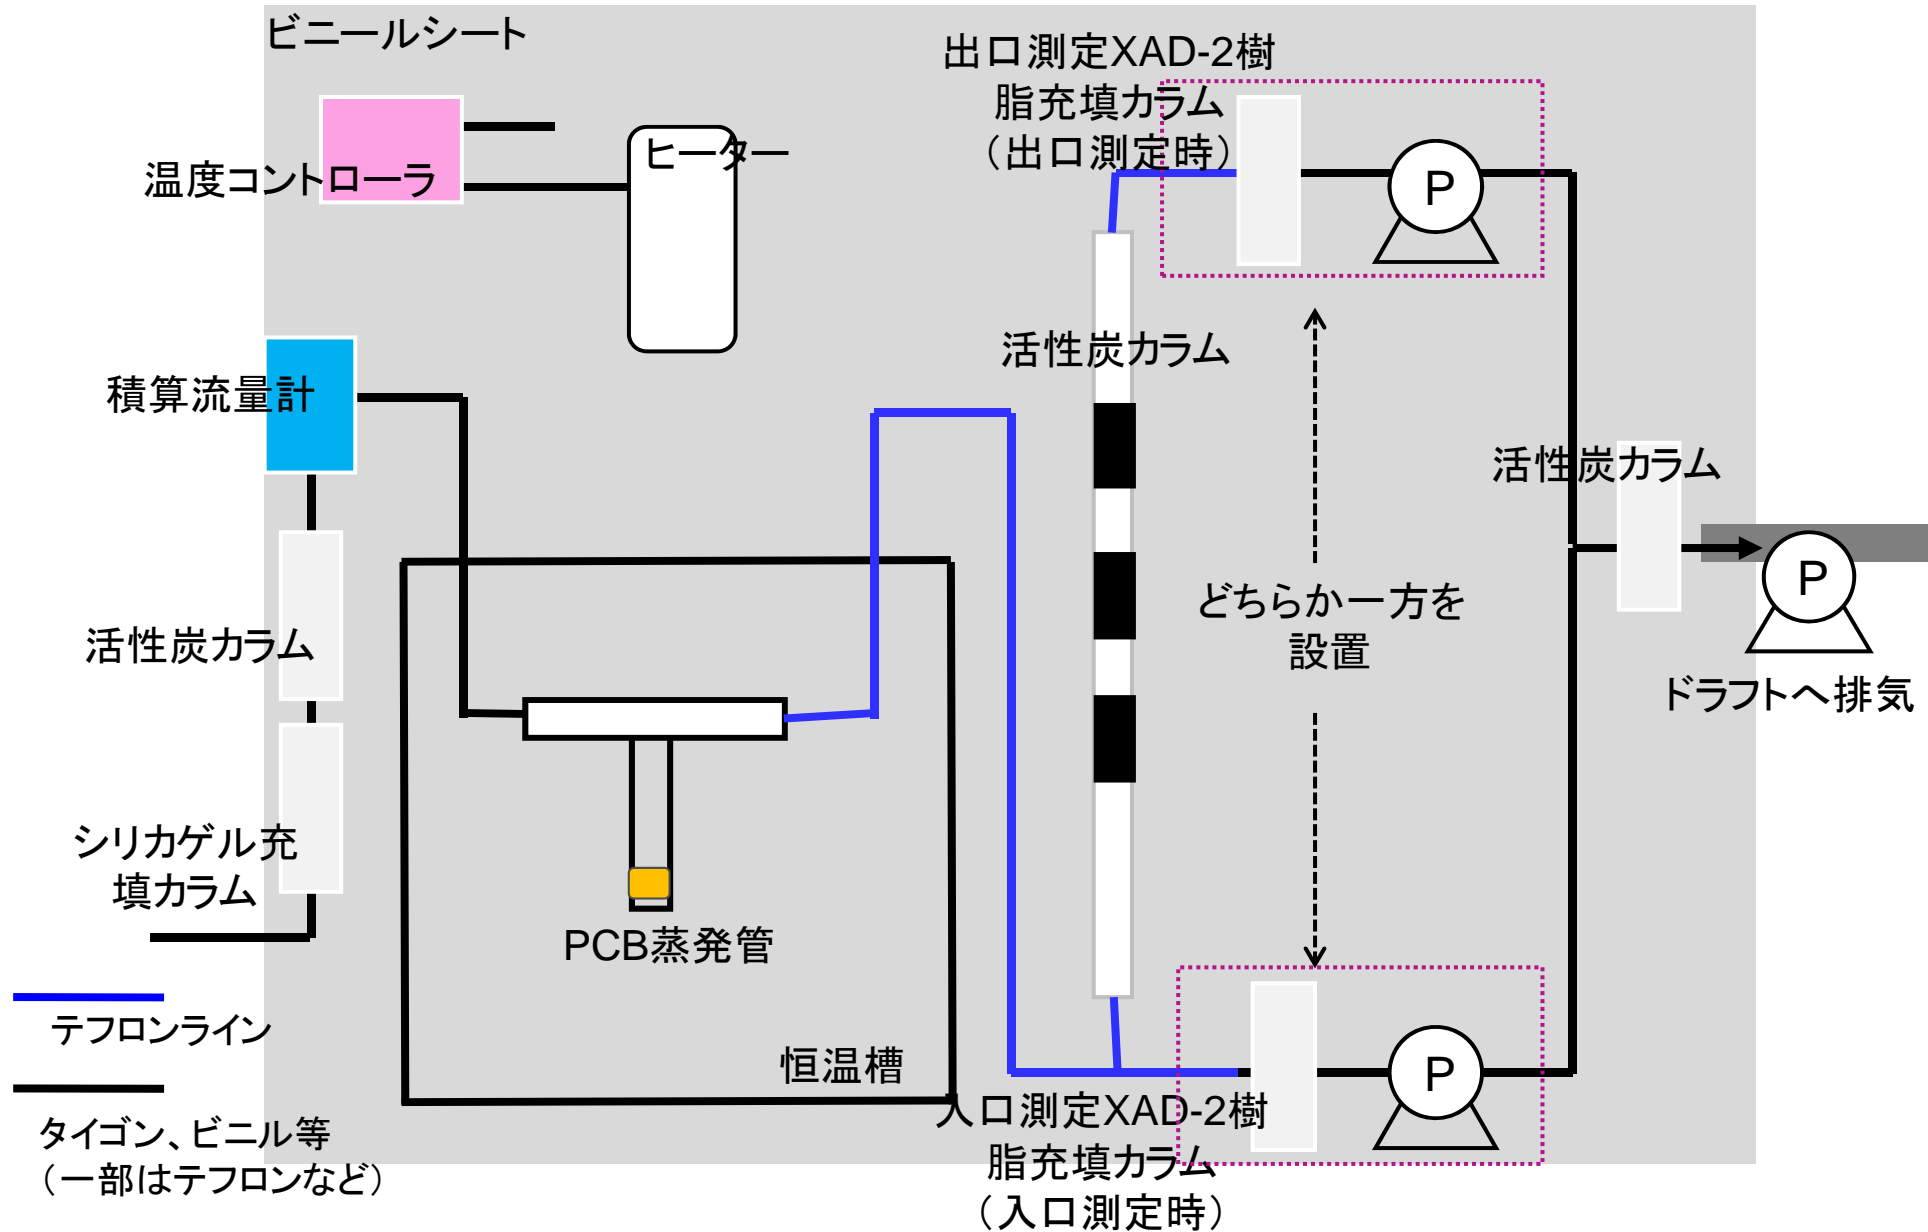 ビニールシート
出口測定XAD-2樹
脂充填カラム
（出口測定時）
温度コントローラ
ヒーター
P
活性炭カラム
積算流量計
活性炭カラム
P
どちらか一方を
設置
活性炭カラム
ドラフトへ排気
シリカゲル充
填カラム
PCB蒸発管
テフロンライン
恒温槽
P
入口測定XAD-2樹
脂充填カラム
（入口測定時）
タイゴン、ビニル等
（一部はテフロンなど）